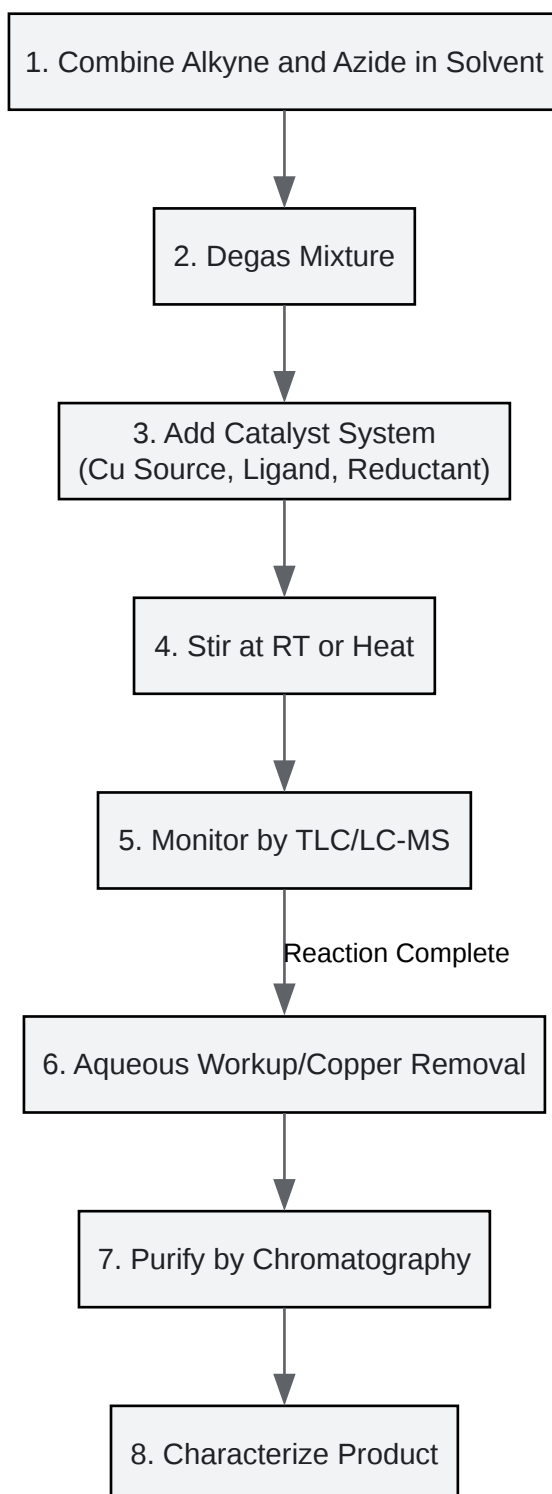 1. Combine Alkyne and Azide in Solvent
2. Degas Mixture
3. Add Catalyst System
(Cu Source, Ligand, Reductant)
4. Stir at RT or Heat
5. Monitor by TLC/LC-MS
Reaction Complete
6. Aqueous Workup/Copper Removal
7. Purify by Chromatography
8. Characterize Product